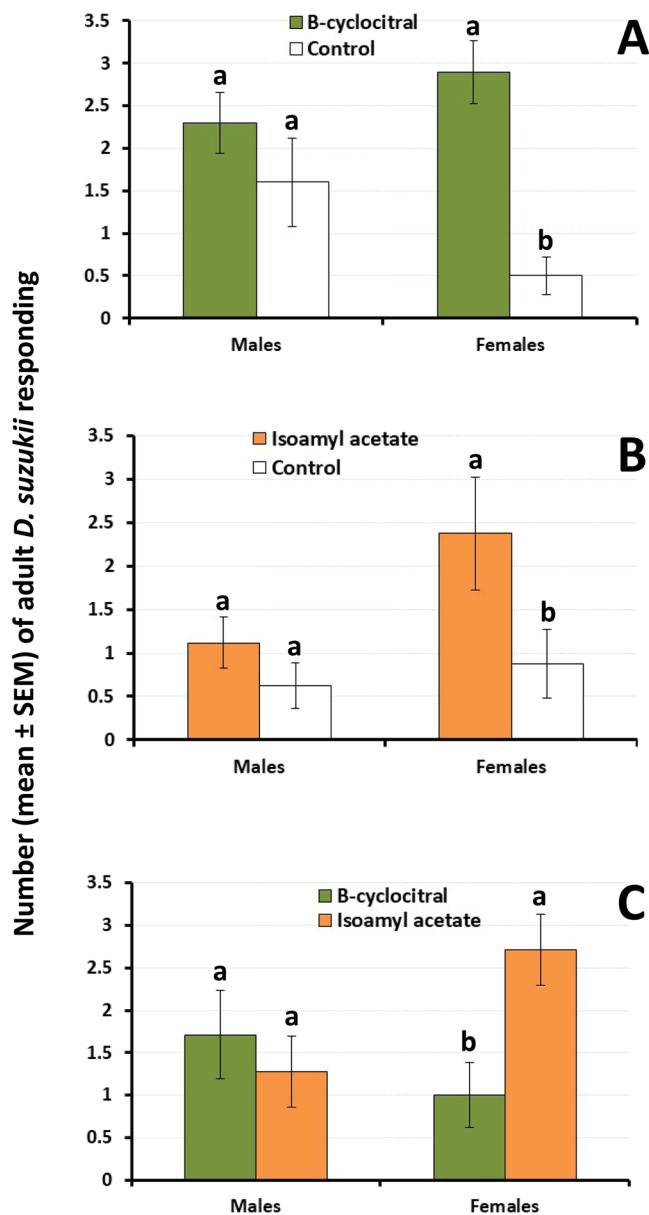 Number (mean ± SEM) of adult D. suzukii responding
A
B-cyclocitral
Control
3.5
3
2.5
2
1.5
1
0.5
0
a
a
a
b
Males
Females
B
Isoamyl acetate
Control
3.5
3
2.5
2
1.5
1
0.5
0
a
a
a
b
Males
Females
C
B-cyclocitral
Isoamyl acetate
3.5
3
2.5
2
1.5
1
0.5
0
a
a
b
a
Males
Females